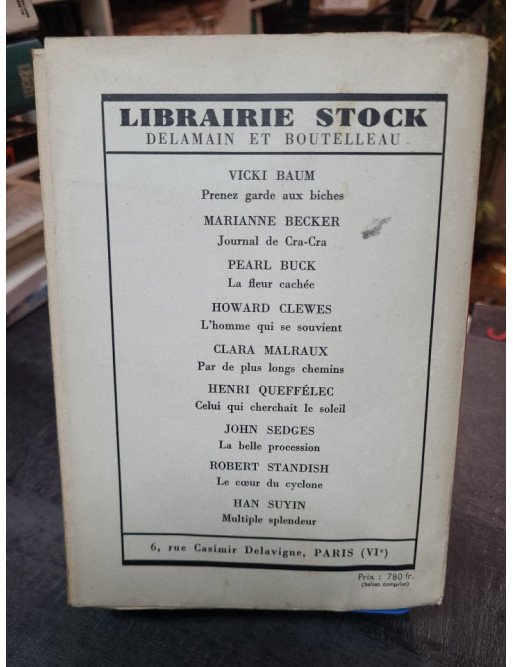 LIBRAIRIE STOCK
DELAMAIN ET BOUTELLEAU
VICKI BAUM
Prenez garde aux biches
MARIANNE BECKER
Journal de Cra-Cra
PEARL BUCK
La fleur cachée
HOWARD CLEWES
L'homme qui se souvient
CLARA MALRAUX
Par de plus longs chemins
HENRI QUEFFÉLEC
Celui qui cherchait le soleil
JOHN SEDGES
La belle procession
ROBERT STANDISH
Le cœur du cyclone
HAN SUYIN
Multiple splendeur
6, rue Casimir Delavigne, PARIS (VIe)
Prix : 780 fr.
(baisse comprise)